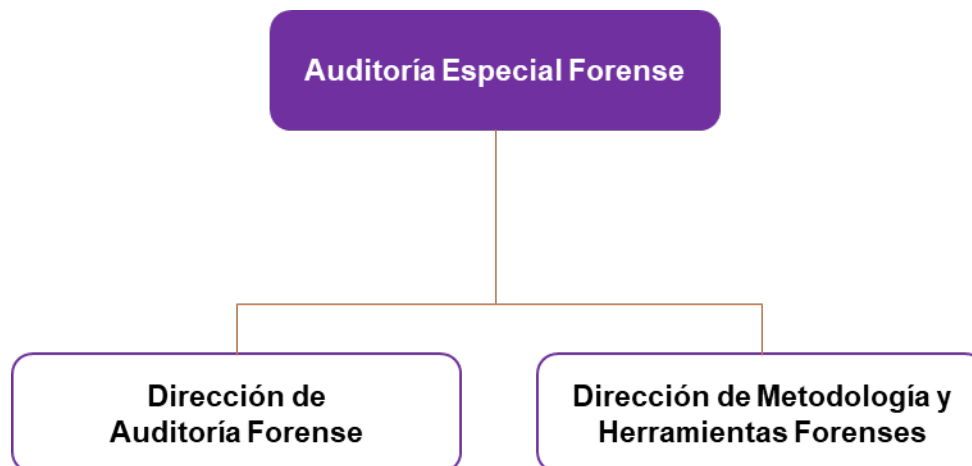 Auditoría Especial Forense
Dirección de
Auditoría Forense
Dirección de Metodología y
Herramientas Forenses